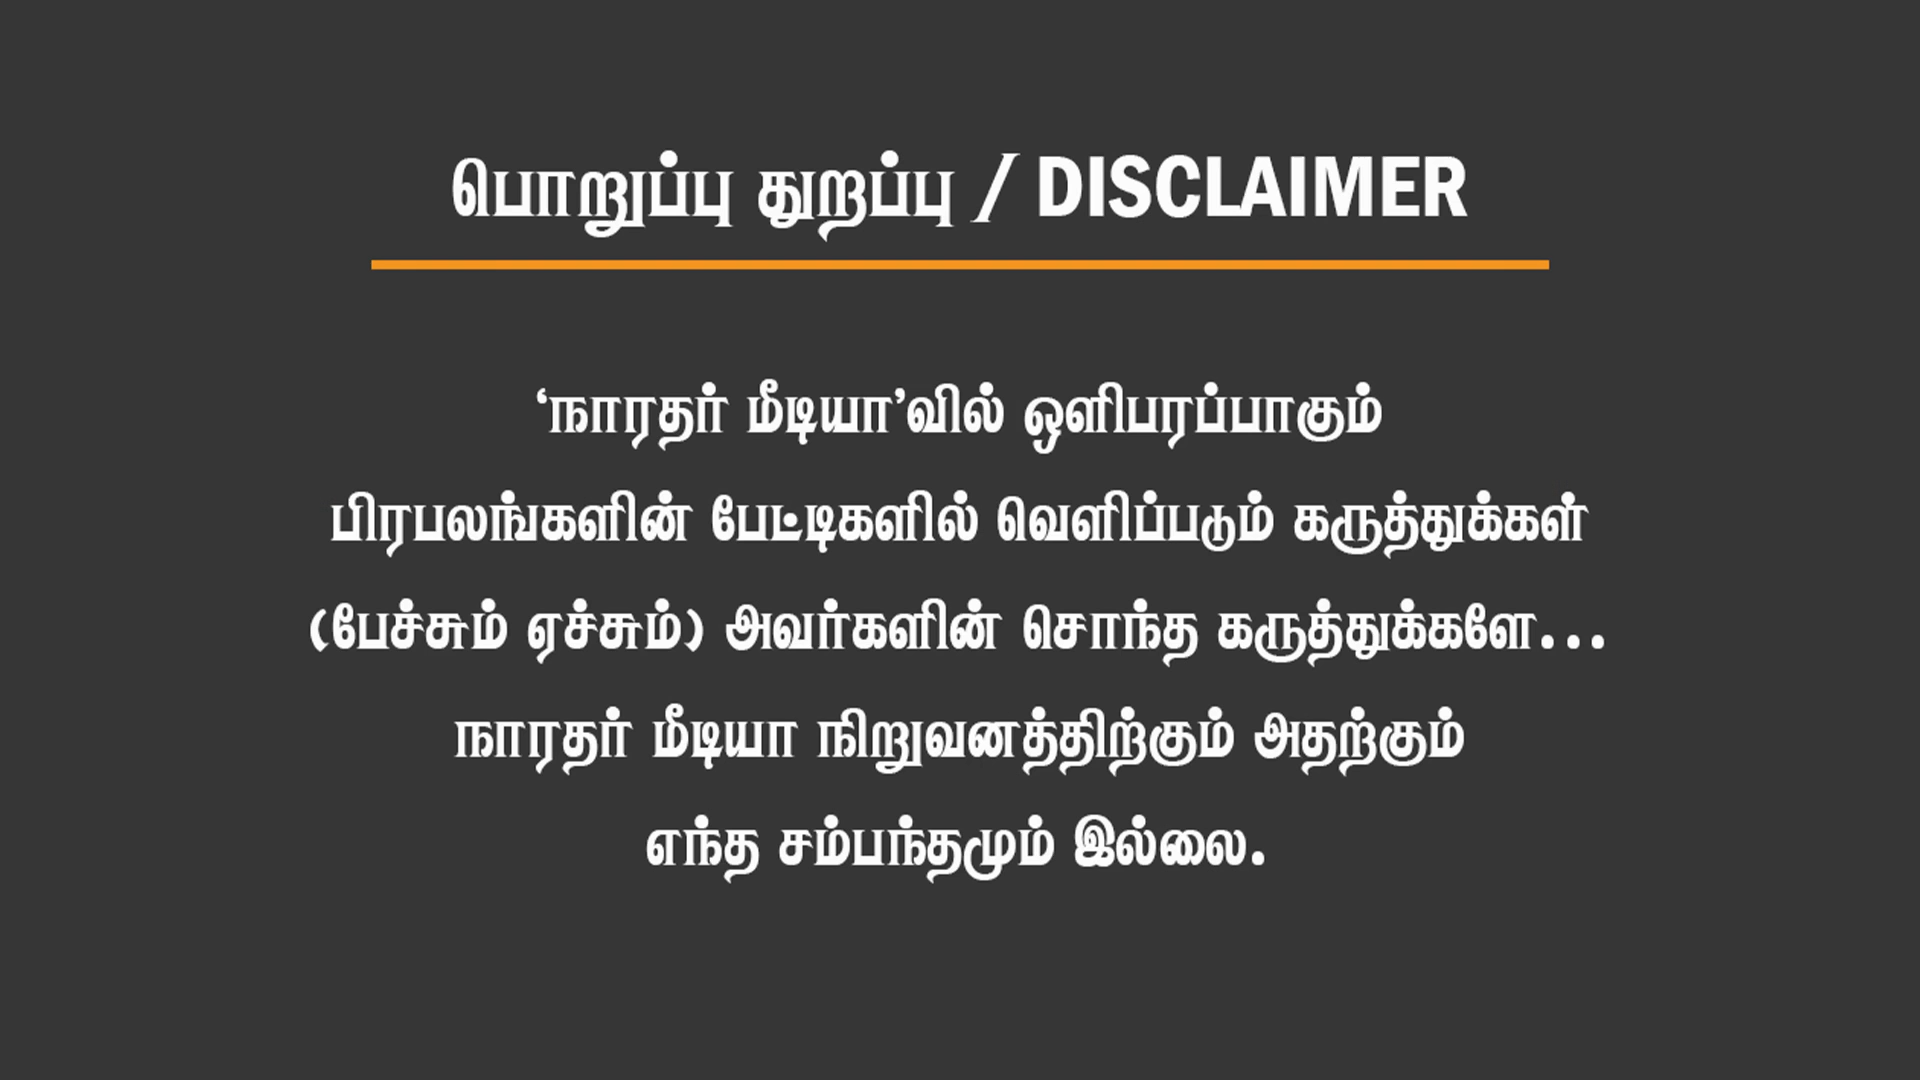 பொறுப்பு துறப்பு / DISCLAIMER
‘நாரதர் மீடியா’வில் ஒளிபரப்பாகும்
பிரபலங்களின் பேட்டிகளில் வெளிப்படும் கருத்துக்கள்
(பேச்சும் ஏச்சும்) அவர்களின் சொந்த கருத்துக்களே...
நாரதர் மீடியா நிறுவனத்திற்கும் அதற்கும்
எந்த சம்பந்தமும் இல்லை.